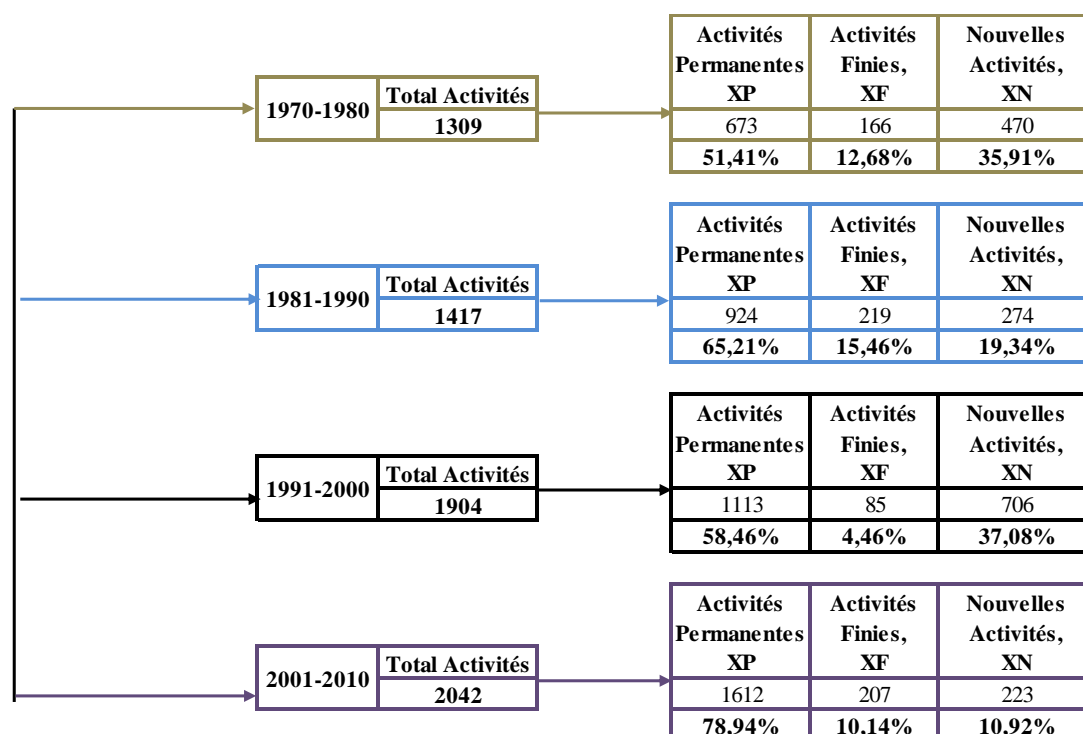 1970-1980
Total Activités
1309
Activités Permanentes XP
Activités Finies, XF
Nouvelles Activités, XN
673
166
470
51,41%
12,68%
35,91%
1981-1990
Total Activités
1417
Activités Permanentes XP
Activités Finies, XF
Nouvelles Activités, XN
924
219
274
65,21%
15,46%
19,34%
1991-2000
Total Activités
1904
Activités Permanentes XP
Activités Finies, XF
Nouvelles Activités, XN
1113
85
706
58,46%
4,46%
37,08%
2001-2010
Total Activités
2042
Activités Permanentes XP
Activités Finies, XF
Nouvelles Activités, XN
1612
207
223
78,94%
10,14%
10,92%